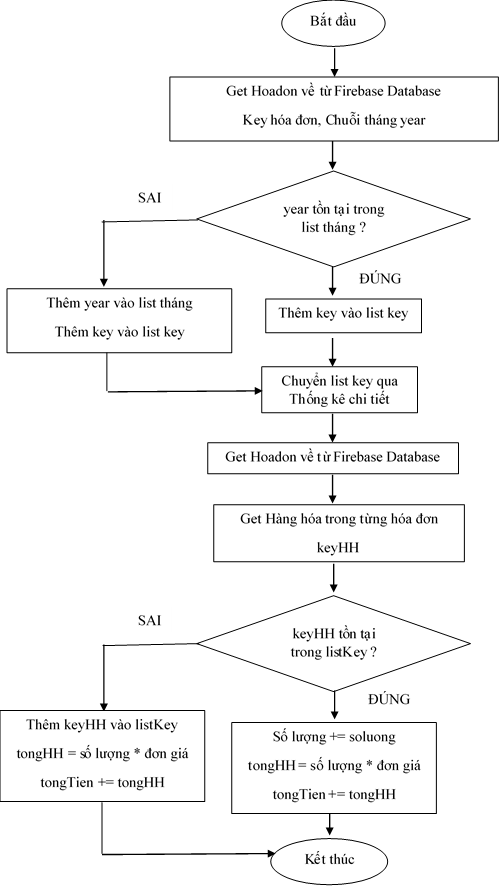 Bắt đầu
Get Hoadon về từ Firebase Database
Key hóa đơn, Chuỗi tháng year
year tồn tại trong
list tháng ?
SAI
ĐÚNG
Thêm year vào list tháng
Thêm key vào list key
Thêm key vào list key
Chuyển list key qua
Thống kê chi tiết
Get Hoadon về từ Firebase Database
Get Hàng hóa trong từng hóa đơn
keyHH
keyHH tồn tại
trong listKey ?
SAI
ĐÚNG
Thêm keyHH vào listKey
tongHH = số lượng * đơn giá
tongTien += tongHH
Số lượng += soluong
tongHH = số lượng * đơn giá
tongTien += tongHH
Kết thúc